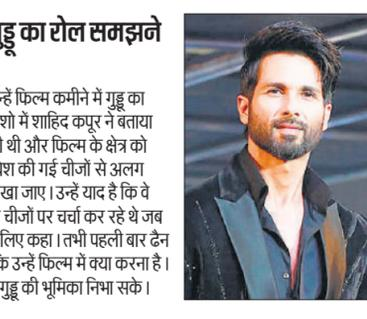 गुड्डू का रोल समझने
न्हें फिल्म कमीने में गुड्डू का
शो में शाहिद कपूर ने बताया
ी थी और फिल्म के क्षेत्र को
ेश की गई चीजों से अलग
खा जाए। उन्हें याद है कि वे
चीजों पर चर्चा कर रहे थे जब
लिए कहा। तभी पहली बार ढैन
के उन्हें फिल्म में क्या करना है।
गुड्डू की भूमिका निभा सके।